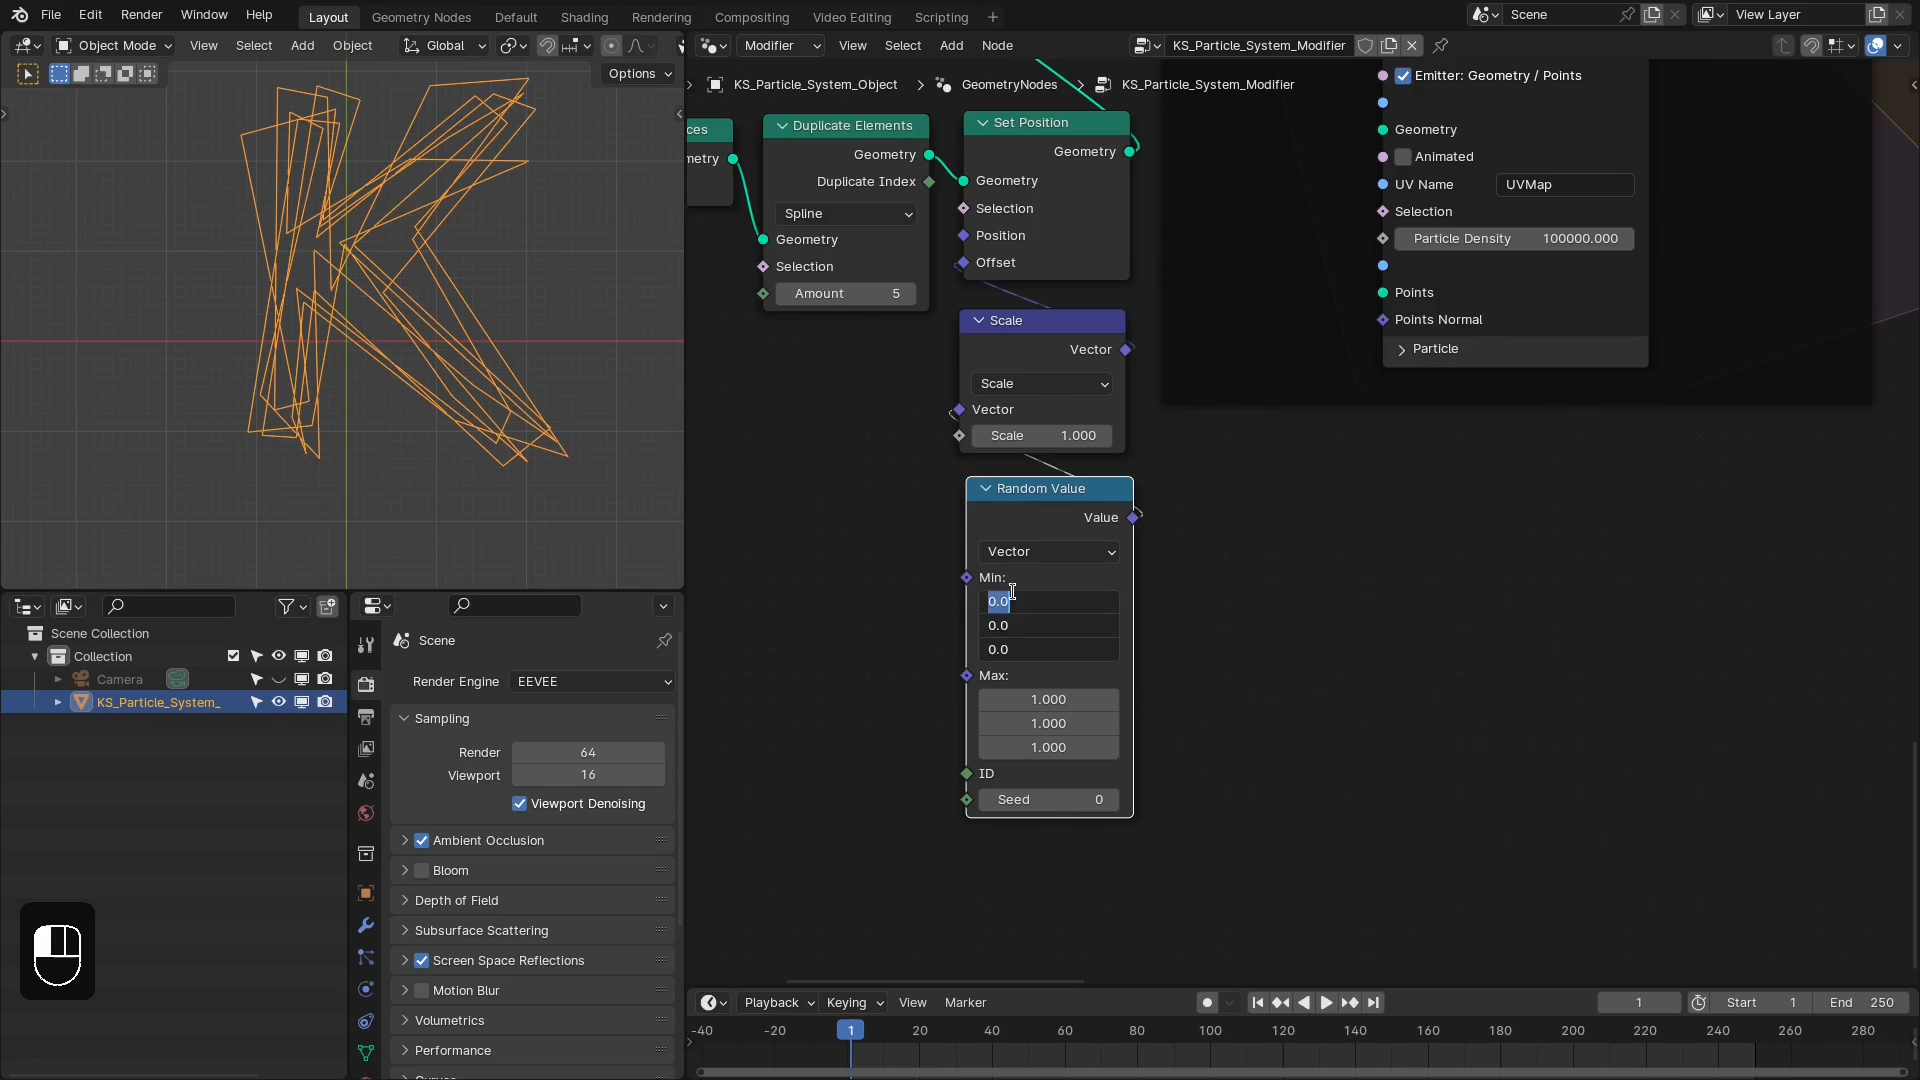 File Edit Render Window Help Layout Geometry Nodes Default Shading Rendering Compositing Video Editing Scripting Scene View Layer
Object Mode View Select Add Object Global
Options
Modifier View Select Add Node KS_Particle_System_Modifier
KS_Particle_System_Object GeometryNodes KS_Particle_System_Modifier
ces
metry
Duplicate Elements
Geometry
Duplicate Index
Spline
Geometry
Selection
Amount 5
Set Position
Geometry
Geometry
Selection
Position
Offset
Scale
Vector
Scale
Vector
Scale 1.000
Random Value
Value
Vector
Min:
0.0
0.0
0.0
Max:
1.000
1.000
1.000
ID
Seed 0
Emitter: Geometry / Points
Geometry
Animated
UV Name UVMap
Selection
Particle Density 100000.000
Points
Points Normal
Particle
Scene Collection
Collection
Camera
KS_Particle_System_
Scene
Render Engine EEVEE
Sampling
Render 64
Viewport 16
Viewport Denoising
Ambient Occlusion
Bloom
Depth of Field
Subsurface Scattering
Screen Space Reflections
Motion Blur
Volumetrics
Performance
Playback Keying View Marker 1 Start 1 End 250
-40 -20 1 20 40 60 80 100 120 140 160 180 200 220 240 260 280